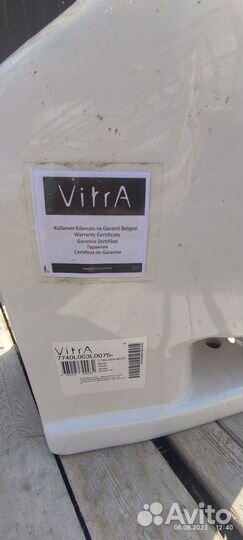 VitrA
Kullanım Kılavuzu ve Garanti Belgesi
Warranty Certificate
Garantie Zertifikat
Гарантия
Certificat de Garantie
VitrA
7740L003L0075
Avito
06.08.2023 12:40